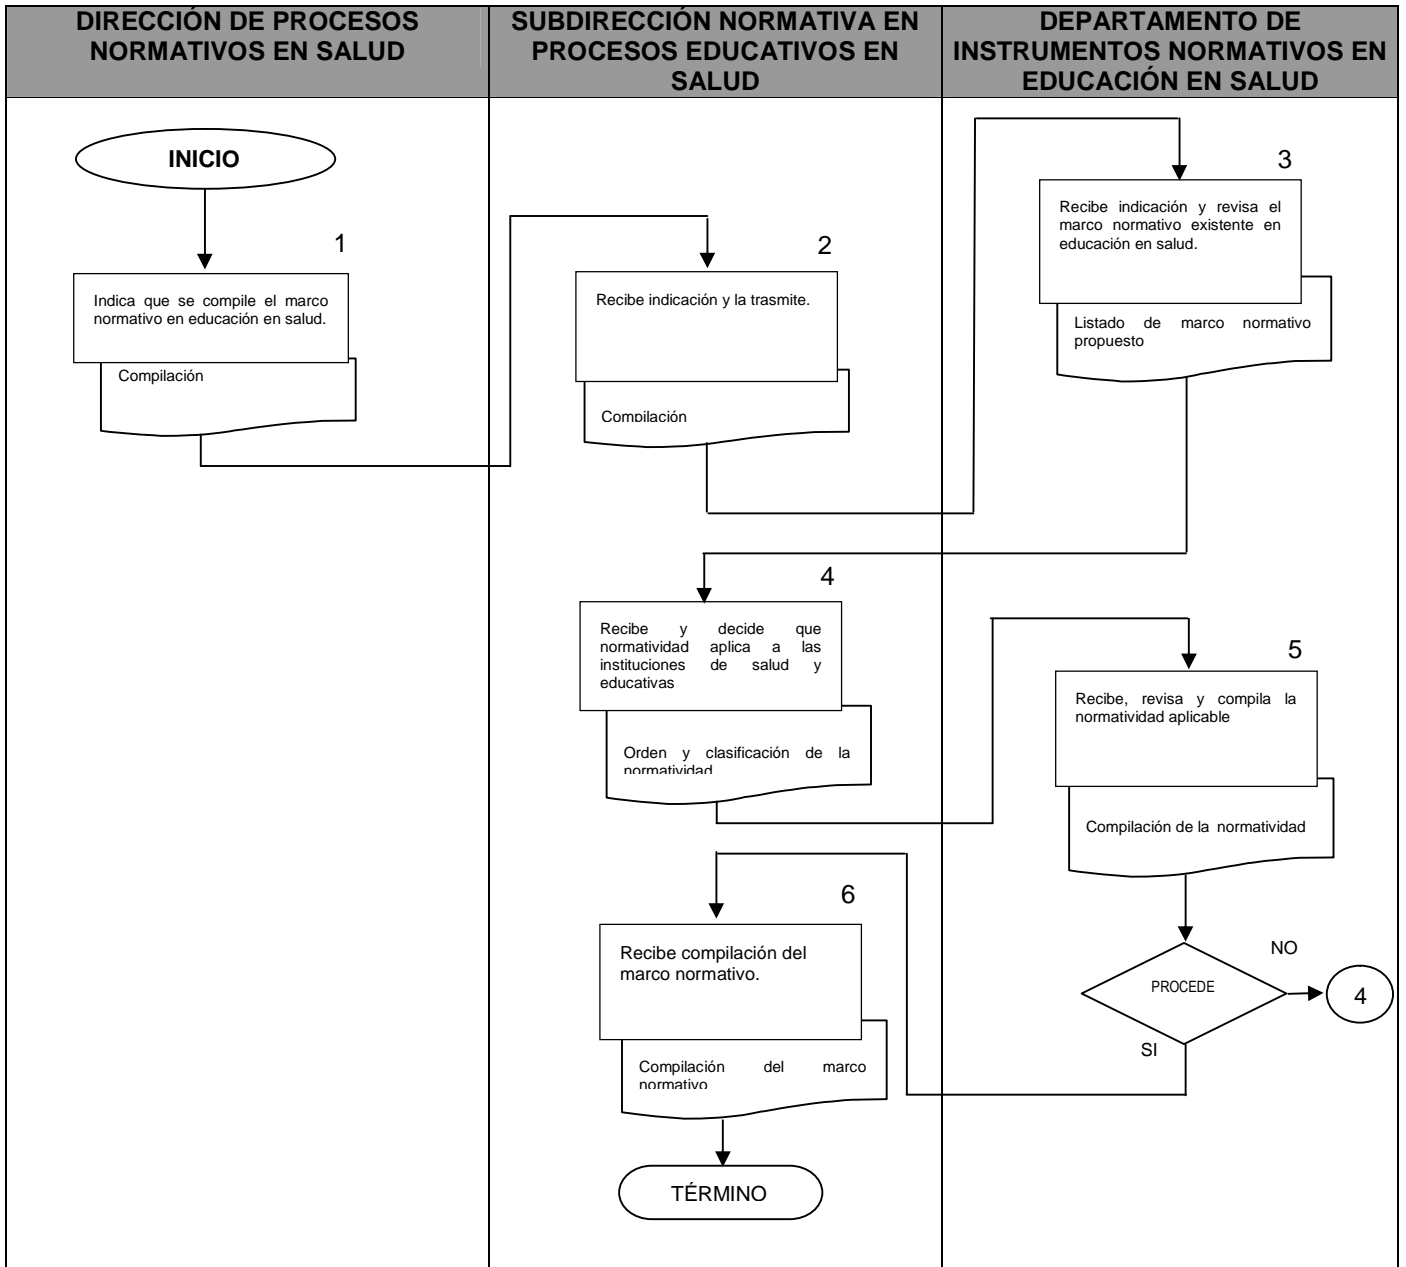 DIRECCIÓN DE PROCESOS
NORMATIVOS EN SALUD
SUBDIRECCIÓN NORMATIVA EN
PROCESOS EDUCATIVOS EN
SALUD
DEPARTAMENTO DE
INSTRUMENTOS NORMATIVOS EN
EDUCACIÓN EN SALUD
INICIO
1
Indica que se compile el marco
normativo en educación en salud.
Compilación
2
Recibe indicación y la trasmite.
Compilación
3
Recibe indicación y revisa el
marco normativo existente en
educación en salud.
Listado de marco normativo
propuesto
4
Recibe y decide que
normatividad aplica a las
instituciones de salud y
educativas
Orden y clasificación de la
normatividad
5
Recibe, revisa y compila la
normatividad aplicable
Compilación de la normatividad
PROCEDE
NO
4
SI
6
Recibe compilación del
marco normativo.
Compilación del marco
normativo
TÉRMINO